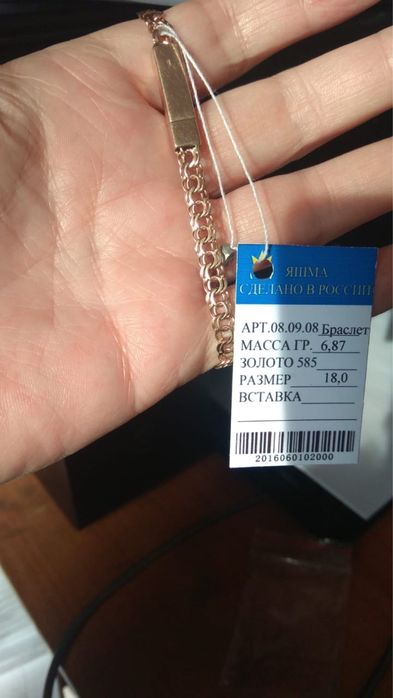 ЯШМА
СДЕЛАНО В РОССИИ
АРТ.08.09.08 Браслет
МАССА ГР. 6,87
ЗОЛОТО 585
РАЗМЕР 18,0
ВСТАВКА
2016060102000